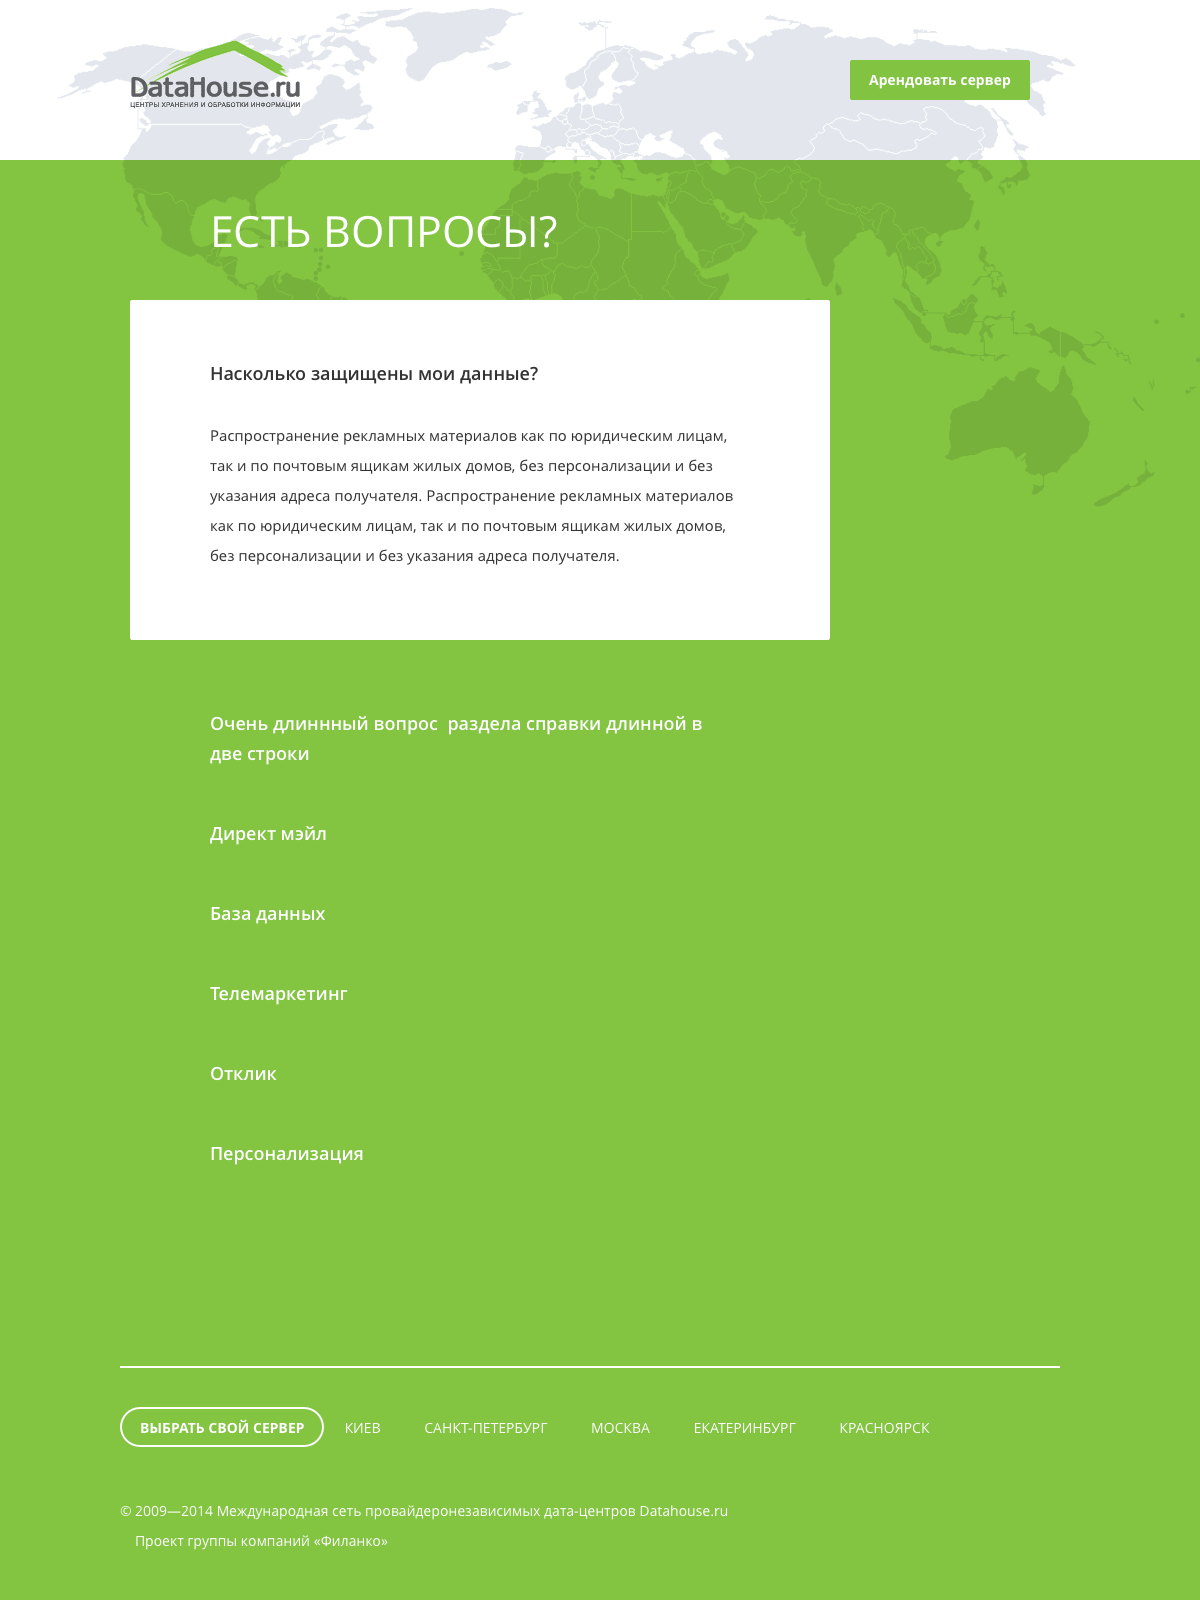 DataHouse.ru
ЦЕНТРЫ ХРАНЕНИЯ И ОБРАБОТКИ ИНФОРМАЦИИ
Арендовать сервер
ЕСТЬ ВОПРОСЫ?
Насколько защищены мои данные?
Распространение рекламных материалов как по юридическим лицам,
так и по почтовым ящикам жилых домов, без персонализации и без
указания адреса получателя. Распространение рекламных материалов
как по юридическим лицам, так и по почтовым ящикам жилых домов,
без персонализации и без указания адреса получателя.
Очень длиннный вопрос  раздела справки длинной в
две строки
Директ мэйл
База данных
Телемаркетинг
Отклик
Персонализация
ВЫБРАТЬ СВОЙ СЕРВЕР КИЕВ САНКТ-ПЕТЕРБУРГ МОСКВА ЕКАТЕРИНБУРГ КРАСНОЯРСК
© 2009—2014 Международная сеть провайдеронезависимых дата-центров Datahouse.ru
Проект группы компаний «Филанко»